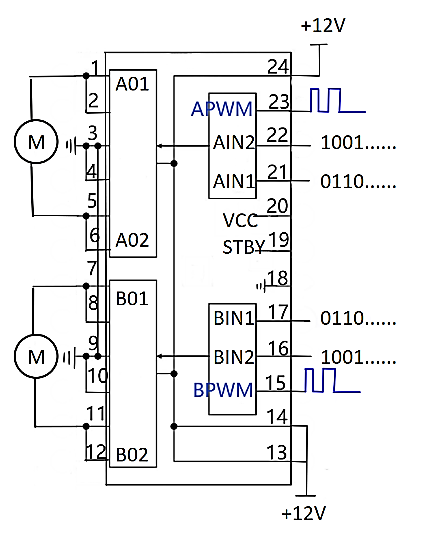 +12V
1
24
A01
2
APWM
23
3
AIN2
22
1001......
M
4
AIN1
21
0110......
5
VCC
20
6
A02
STBY
19
7
18
B01
8
BIN1
17
0110......
M
9
BIN2
16
1001......
10
BPWM
15
11
14
12
B02
13
+12V